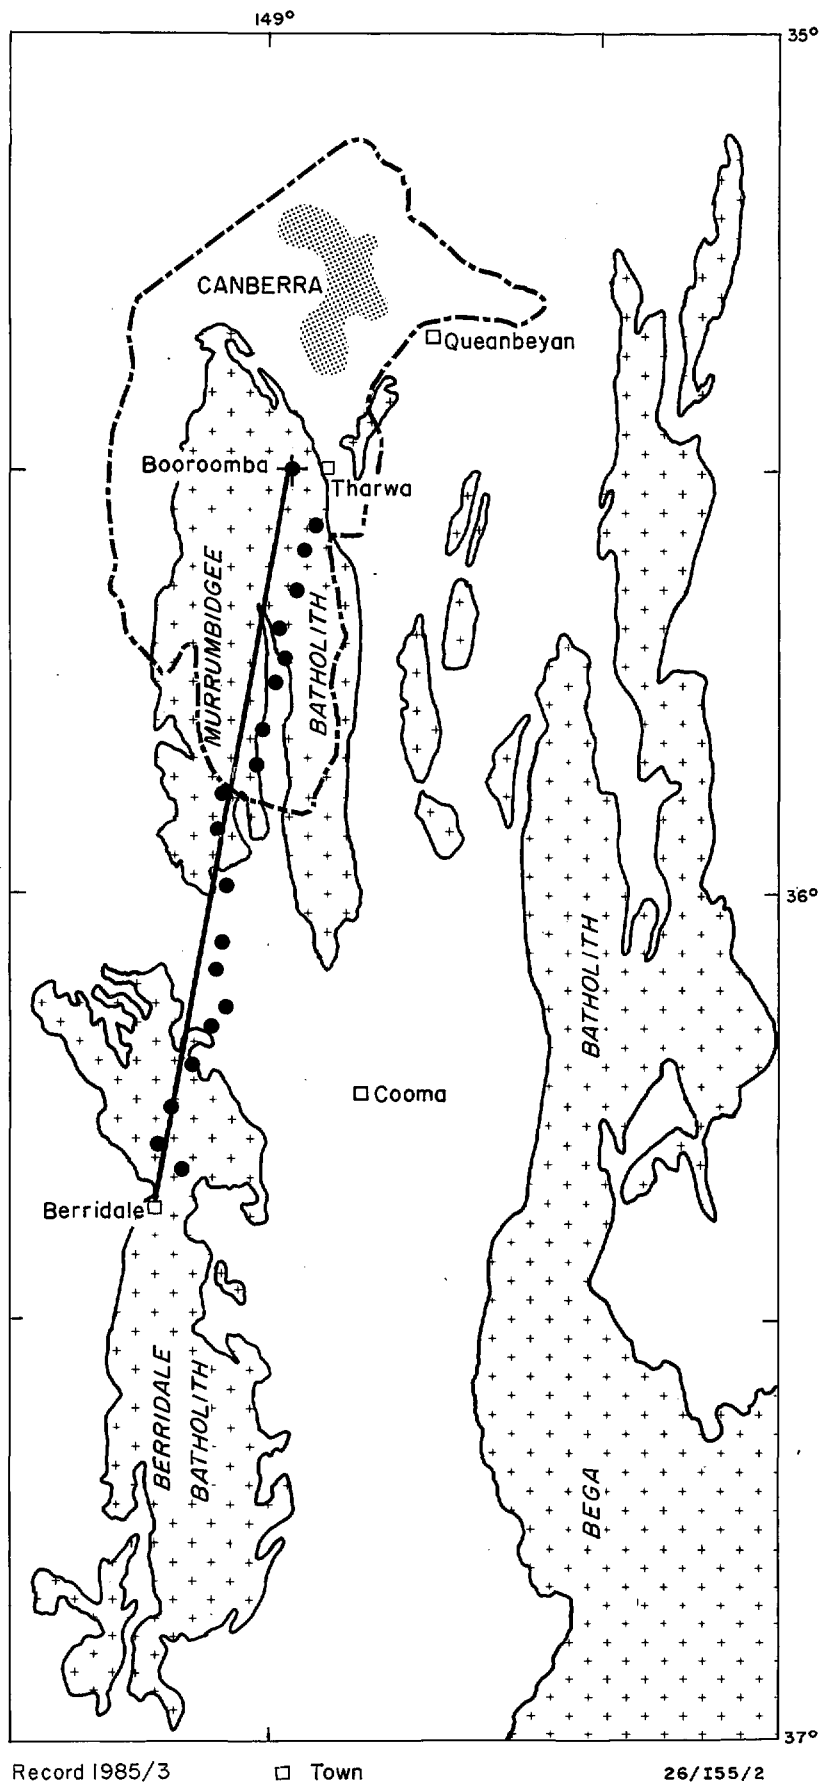 149°
35°
CANBERRA
Queanbeyan
Booroomba
Tharwa
MURRUMBIDGEE
BATHOLITH
36°
BATHOLITH
Cooma
Berridale
BERRIDALE
BATHOLITH
BEGA
37°
Record 1985/3
Town
26/I55/2